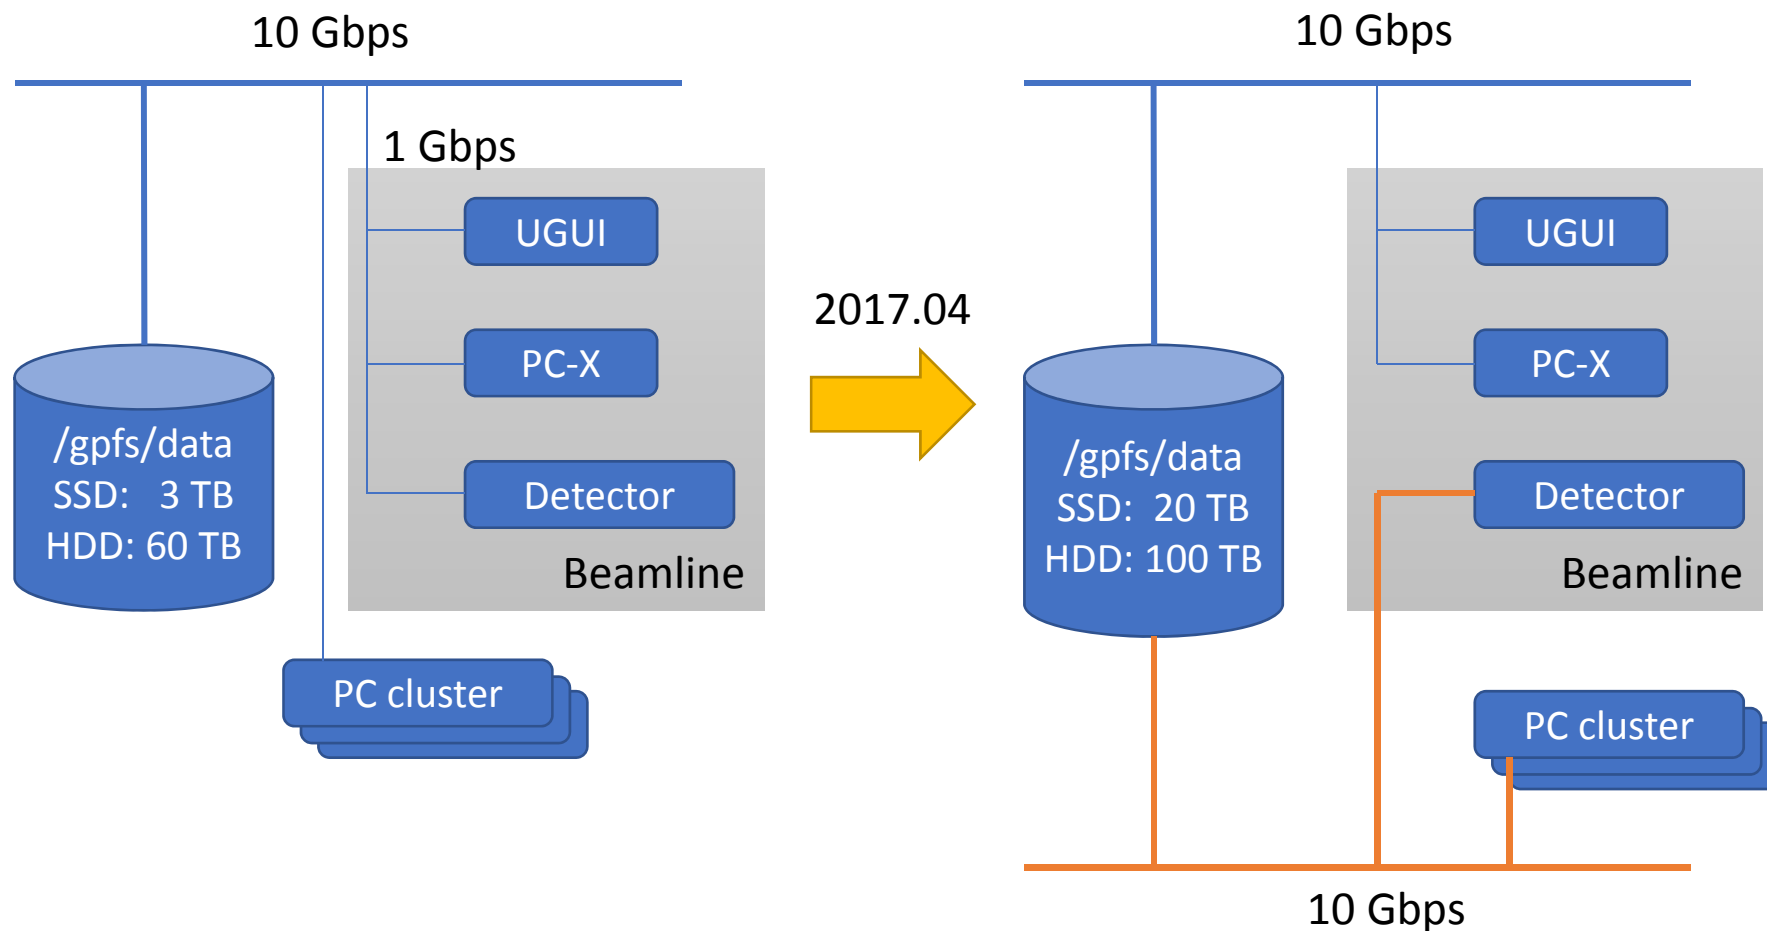 10 Gbps
1 Gbps
UGUI
PC-X
/gpfs/data
SSD: 3 TB
HDD: 60 TB
Detector
Beamline
PC cluster
2017.04
10 Gbps
UGUI
PC-X
/gpfs/data
SSD: 20 TB
HDD: 100 TB
Detector
Beamline
PC cluster
10 Gbps